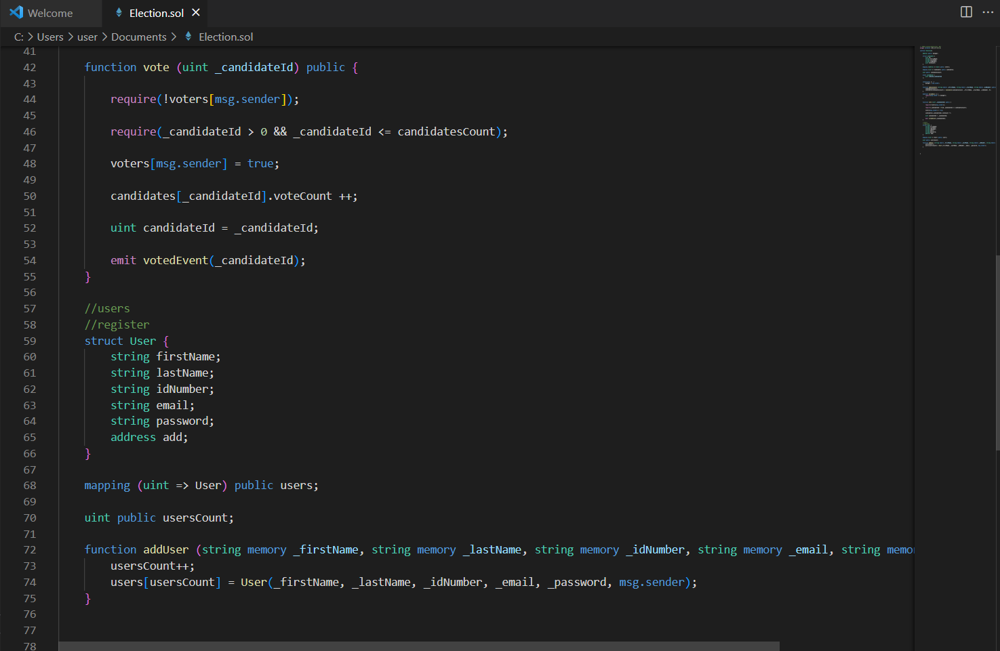 Welcome
Election.sol
C: > Users > user > Documents > Election.sol
41
42 function vote (uint _candidateId) public {
43
44 require(!voters[msg.sender]);
45
46 require(_candidateId > 0 && _candidateId <= candidatesCount);
47
48 voters[msg.sender] = true;
49
50 candidates[_candidateId].voteCount ++;
51
52 uint candidateId = _candidateId;
53
54 emit votedEvent(_candidateId);
55 }
56
57 //users
58 //register
59 struct User {
60 string firstName;
61 string lastName;
62 string idNumber;
63 string email;
64 string password;
65 address add;
66 }
67
68 mapping (uint => User) public users;
69
70 uint public usersCount;
71
72 function addUser (string memory _firstName, string memory _lastName, string memory _idNumber, string memory _email, string memo
73 usersCount++;
74 users[usersCount] = User(_firstName, _lastName, _idNumber, _email, _password, msg.sender);
75 }
76
77
78